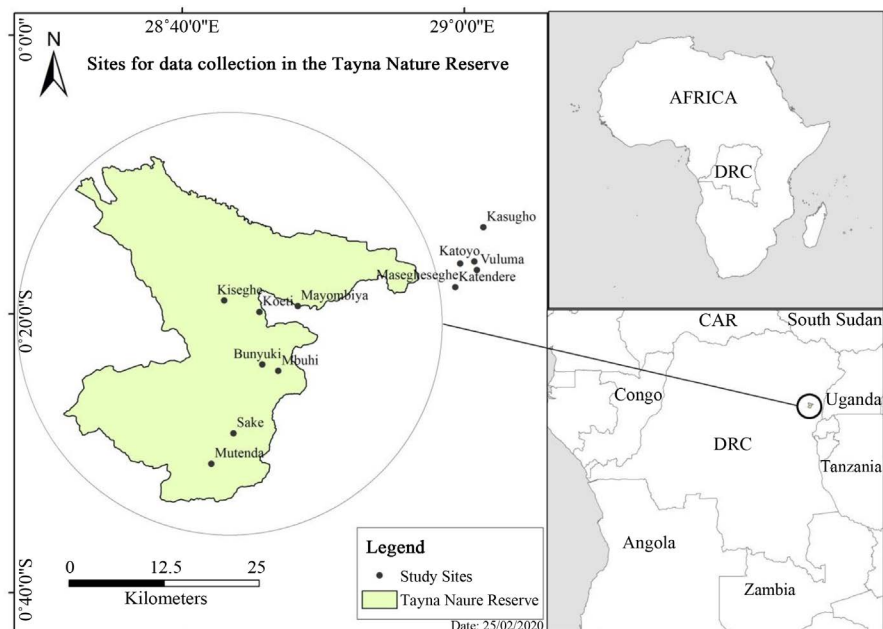 28°40'0"E
29°0'0"E
0°0'0"
N
Sites for data collection in the Tayna Nature Reserve
Kasugho
Katoyo
Vuluma
Masegheseghe
Katendere
Kiseghe
Koeti
Mayombiya
0°20'0"S
Bunyuki
Mbuhi
Sake
Mutenda
0°40'0"S
0
12.5
25
Kilometers
Legend
Study Sites
Tayna Naure Reserve
Date: 25/02/2020
AFRICA
DRC
CAR
South Sudan
Congo
Uganda
DRC
Tanzania
Angola
Zambia